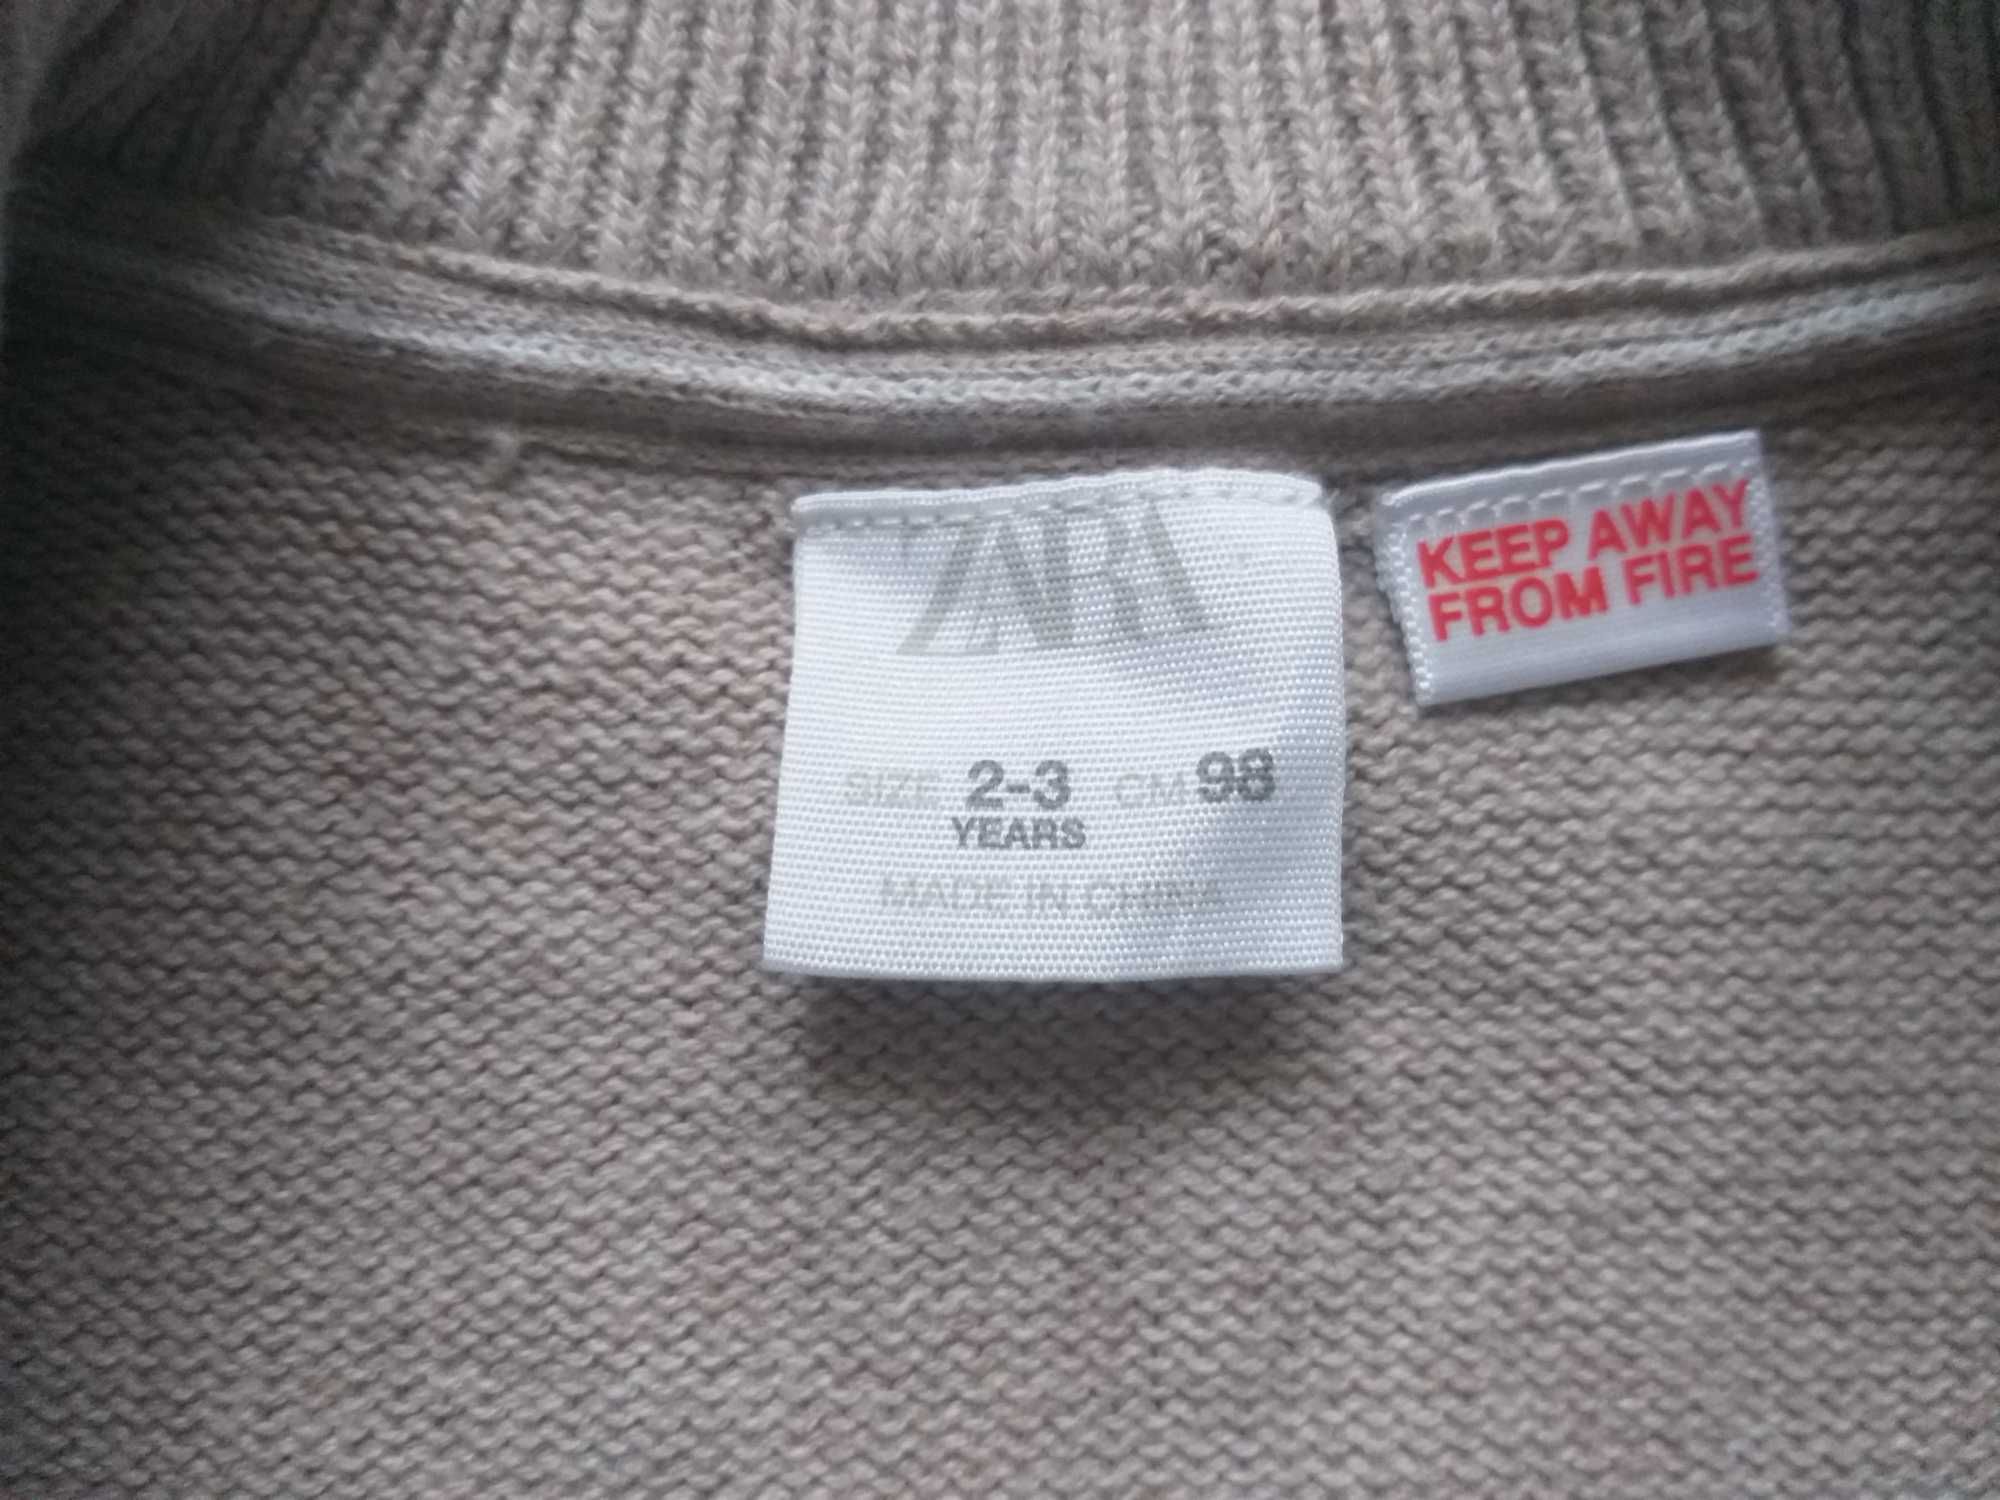 ZARA
SIZE 2-3 CM 98
YEARS
MADE IN CHINA
KEEP AWAY
FROM FIRE